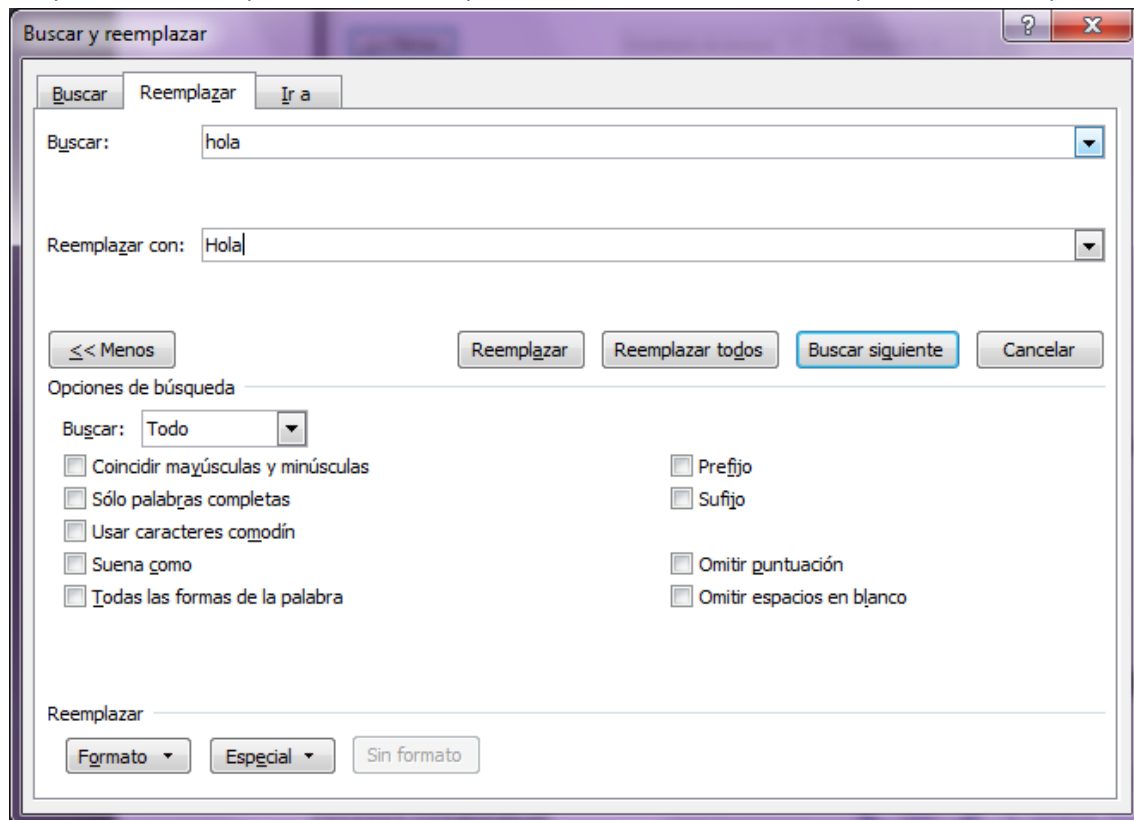 Buscar y reemplazar
Buscar Reemplazar Ir a
Buscar: hola
Reemplazar con: Hola
<< Menos Reemplazar Reemplazar todos Buscar siguiente Cancelar
Opciones de búsqueda
Buscar: Todo
Coincidir mayúsculas y minúsculas Prefijo
Sólo palabras completas Sufijo
Usar caracteres comodín
Suena como Omitir puntuación
Todas las formas de la palabra Omitir espacios en blanco
Reemplazar
Formato Especial Sin formato